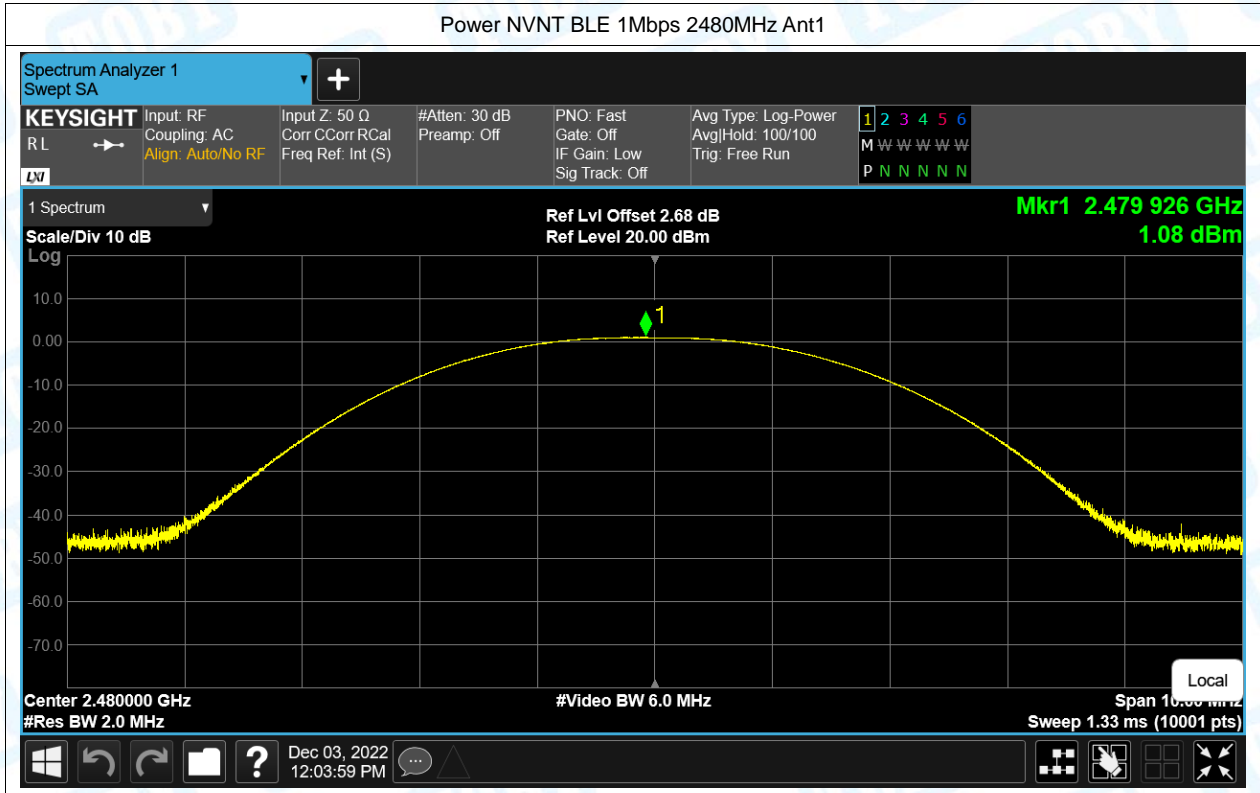 Power NVNT BLE 1Mbps 2480MHz Ant1
Spectrum Analyzer 1
Swept SA
KEYSIGHT
R L
LXI
Input: RF
Coupling: AC
Align: Auto/No RF
Input Z: 50 Ω
Corr CCorr RCal
Freq Ref: Int (S)
#Atten: 30 dB
Preamp: Off
PNO: Fast
Gate: Off
IF Gain: Low
Sig Track: Off
Avg Type: Log-Power
Avg|Hold: 100/100
Trig: Free Run
1 2 3 4 5 6
M W W W W W
P N N N N N
1 Spectrum
Scale/Div 10 dB
Ref Lvl Offset 2.68 dB
Ref Level 20.00 dBm
Mkr1 2.479 926 GHz
1.08 dBm
Log
10.0
1
0.00
-10.0
-20.0
-30.0
-40.0
-50.0
-60.0
-70.0
Local
Center 2.480000 GHz
#Video BW 6.0 MHz
Span 10.00 MHz
#Res BW 2.0 MHz
Sweep 1.33 ms (10001 pts)
?
Dec 03, 2022
12:03:59 PM